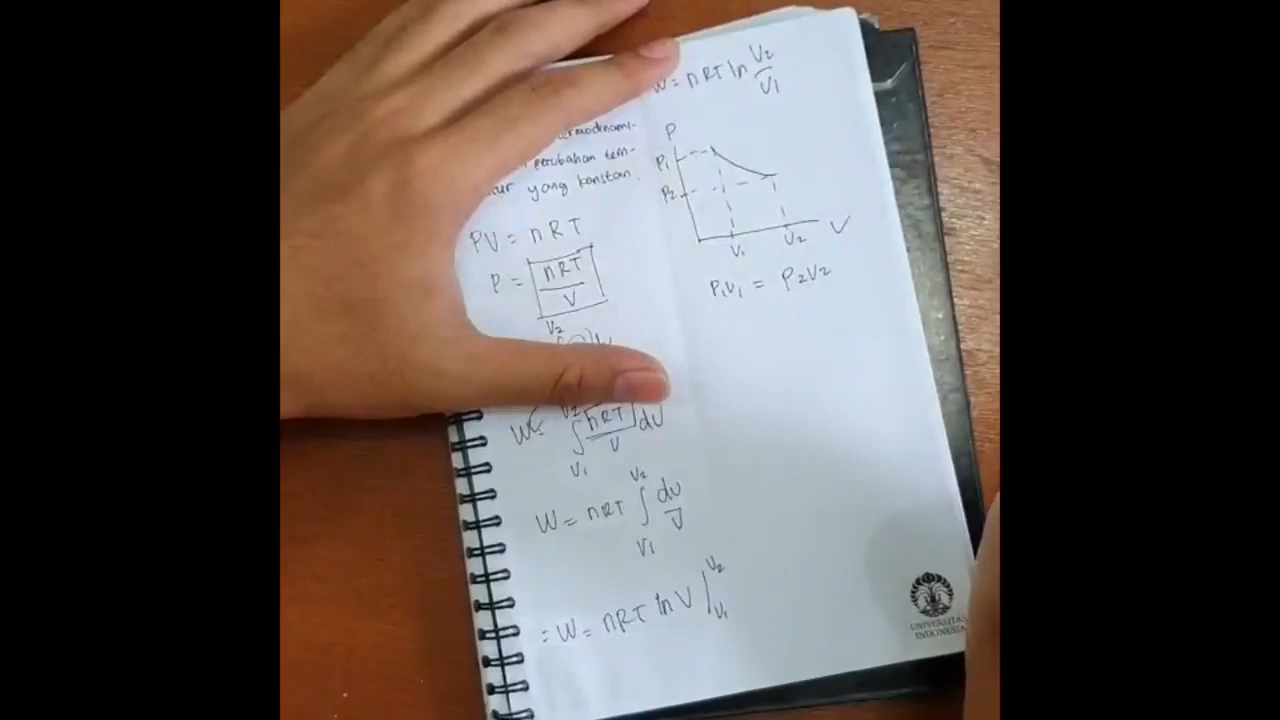 perubahan tem-
yang konstan.
PV = nRT
P = nRT/V
V2
W = ∫ nRT/V dV
V2
V1
W = nRT ∫ dV/V
V2
V1
= W = nRT ln V |
V2
V1
W = nRT ln V2/V1
P
P1
P2
V1
V2
V
P1V1 = P2V2
UNIVERSITAS
INDONESIA